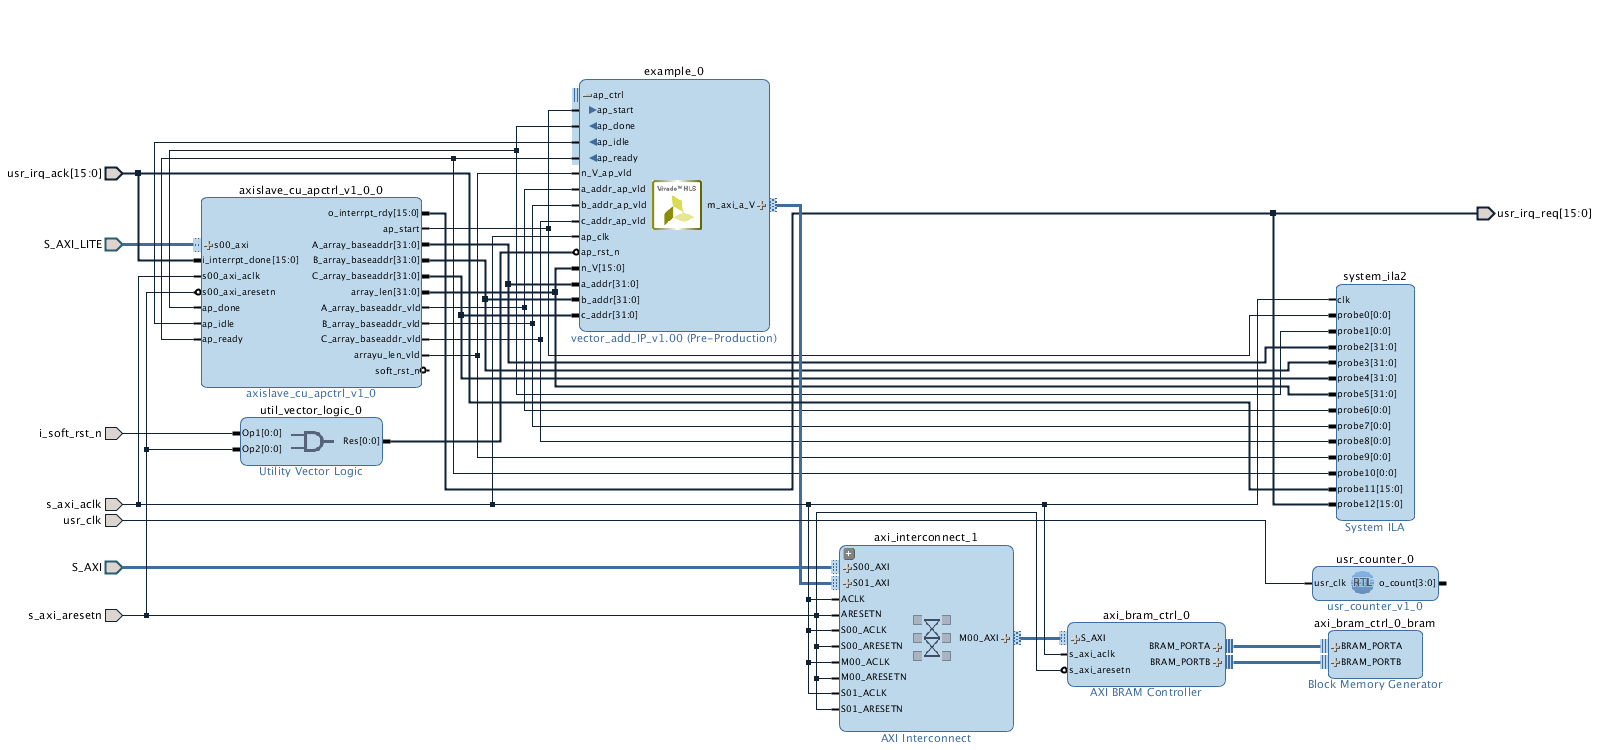 example_0
ap_ctrl
ap_start
ap_done
ap_idle
ap_ready
n_V_ap_vld
a_addr_ap_vld
b_addr_ap_vld
c_addr_ap_vld
ap_clk
ap_rst_n
n_V[15:0]
a_addr[31:0]
b_addr[31:0]
c_addr[31:0]
Vivado™ HLS
m_axi_a_V
vector_add_IP_v1.00 (Pre-Production)
usr_irq_ack[15:0]
S_AXI_LITE
i_soft_rst_n
s_axi_aclk
usr_clk
S_AXI
s_axi_aresetn
axislave_cu_apctrl_v1_0_0
s00_axi
i_interrpt_done[15:0]
s00_axi_aclk
s00_axi_aresetn
ap_done
ap_idle
ap_ready
o_interrpt_rdy[15:0]
ap_start
A_array_baseaddr[31:0]
B_array_baseaddr[31:0]
C_array_baseaddr[31:0]
array_len[31:0]
A_array_baseaddr_vld
B_array_baseaddr_vld
C_array_baseaddr_vld
arrayu_len_vld
soft_rst_n
axislave_cu_apctrl_v1_0
util_vector_logic_0
Op1[0:0]
Op2[0:0]
Res[0:0]
Utility Vector Logic
usr_irq_req[15:0]
system_ila2
clk
probe0[0:0]
probe1[0:0]
probe2[31:0]
probe3[31:0]
probe4[31:0]
probe5[31:0]
probe6[0:0]
probe7[0:0]
probe8[0:0]
probe9[0:0]
probe10[0:0]
probe11[15:0]
probe12[15:0]
System ILA
axi_interconnect_1
S00_AXI
S01_AXI
ACLK
ARESETN
S00_ACLK
S00_ARESETN
M00_ACLK
M00_ARESETN
S01_ACLK
S01_ARESETN
M00_AXI
AXI Interconnect
usr_counter_0
usr_clk
RTL
o_count[3:0]
usr_counter_v1_0
axi_bram_ctrl_0
S_AXI
s_axi_aclk
s_axi_aresetn
BRAM_PORTA
BRAM_PORTB
AXI BRAM Controller
axi_bram_ctrl_0_bram
BRAM_PORTA
BRAM_PORTB
Block Memory Generator